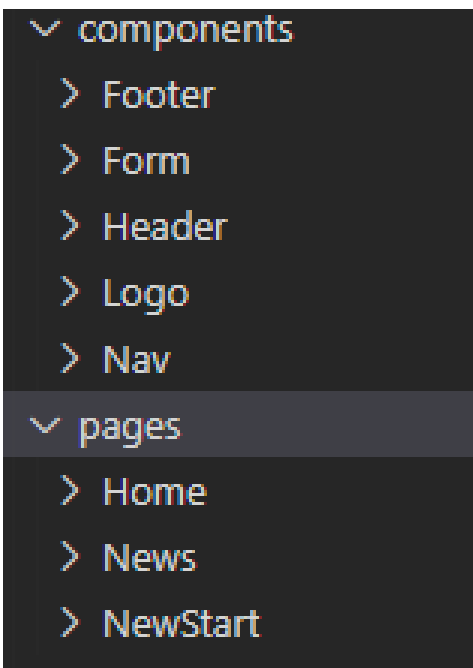 components
Footer
Form
Header
Logo
Nav
pages
Home
News
NewStart